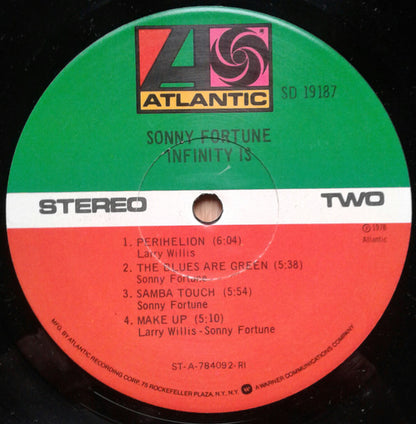 ATLANTIC
SD 19187
SONNY FORTUNE
INFINITY IS
STEREO
TWO
℗ 1978
Atlantic
1. PERIHELION (6:04)
Larry Willis
2. THE BLUES ARE GREEN (5:38)
Sonny Fortune
3. SAMBA TOUCH (5:54)
Sonny Fortune
4. MAKE UP (5:10)
Larry Willis-Sonny Fortune
ST-A-784092-RI
MFG. BY ATLANTIC RECORDING CORP. 75 ROCKEFELLER PLAZA, N.Y. N.Y. A WARNER COMMUNICATIONS COMPANY